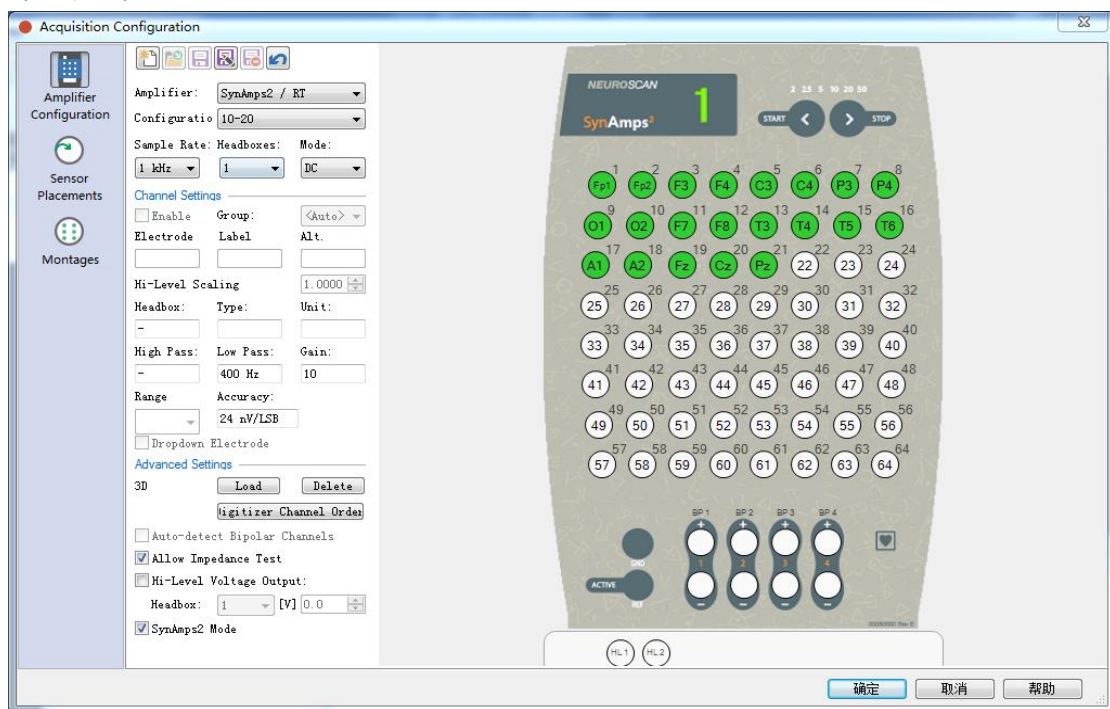 Acquisition Configuration
Amplifier Configuration
Sensor Placements
Montages
Amplifier: SynAmps2 / RT
Configuratio 10-20
Sample Rate: Headboxes: Mode:
1 kHz 1 DC
Channel Settings
Enable Group: <Auto>
Electrode Label Alt.
Hi-Level Scaling 1.0000
Headbox: Type: Unit:
-
High Pass: Low Pass: Gain:
- 400 Hz 10
Range Accuracy:
24 nV/LSB
Dropdown Electrode
Advanced Settings
3D Load Delete
igitizer Channel Order
Auto-detect Bipolar Channels
Allow Impedance Test
Hi-Level Voltage Output:
Headbox: 1 [V] 0.0
SynAmps2 Mode
NEUROSCAN
1
2 2.5 5 10 20 50
SynAmps²
START < > STOP
1 2 3 4 5 6 7 8
Fp1 Fp2 F3 F4 C3 C4 P3 P4
9 10 11 12 13 14 15 16
O1 O2 F7 F8 T3 T4 T5 T6
17 18 19 20 21 22 23 24
A1 A2 Fz Cz Pz 22 23 24
25 26 27 28 29 30 31 32
25 26 27 28 29 30 31 32
33 34 35 36 37 38 39 40
33 34 35 36 37 38 39 40
41 42 43 44 45 46 47 48
41 42 43 44 45 46 47 48
49 50 51 52 53 54 55 56
49 50 51 52 53 54 55 56
57 58 59 60 61 62 63 64
57 58 59 60 61 62 63 64
BP 1 BP 2 BP 3 BP 4
+ + + +
GND
1 2 3 4
ACTIVE
REF
- - - -
HL 1 HL 2
确定 取消 帮助